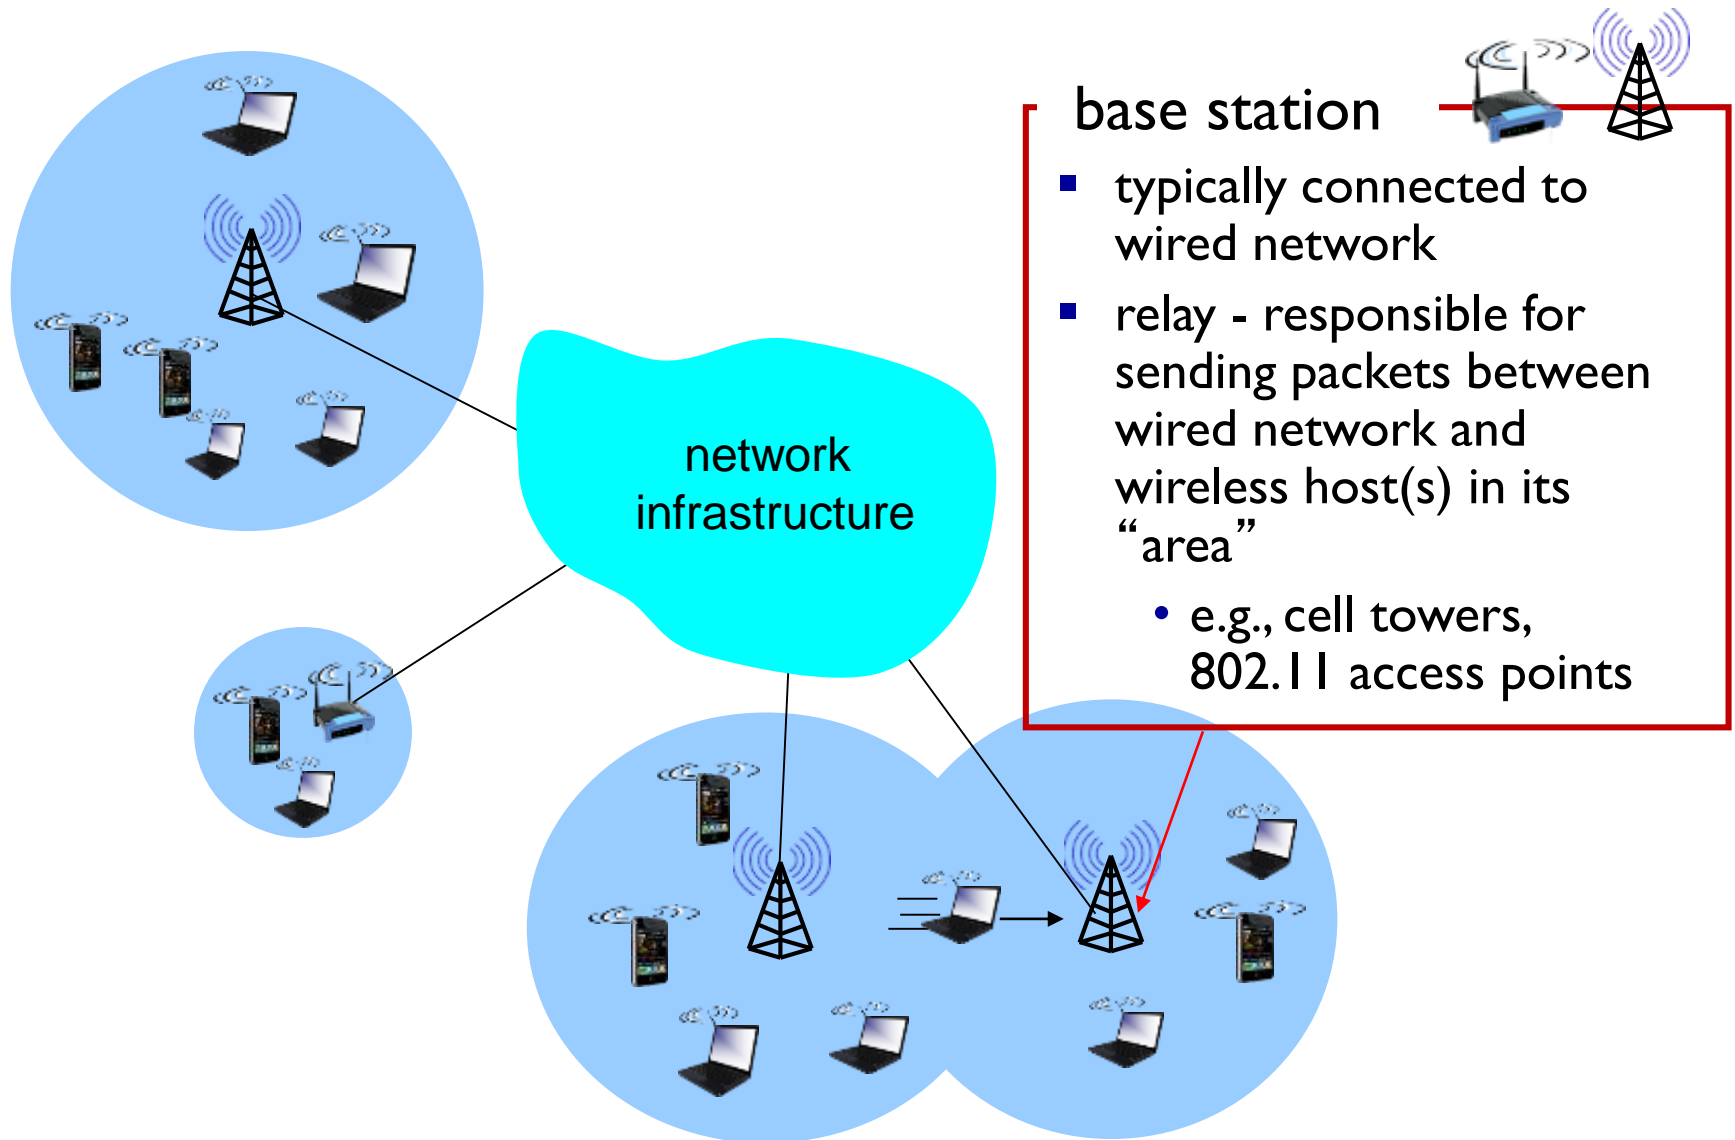 base station
typically connected to
wired network
relay - responsible for
sending packets between
wired network and
wireless host(s) in its
“area”
e.g., cell towers,
802.11 access points
network
infrastructure